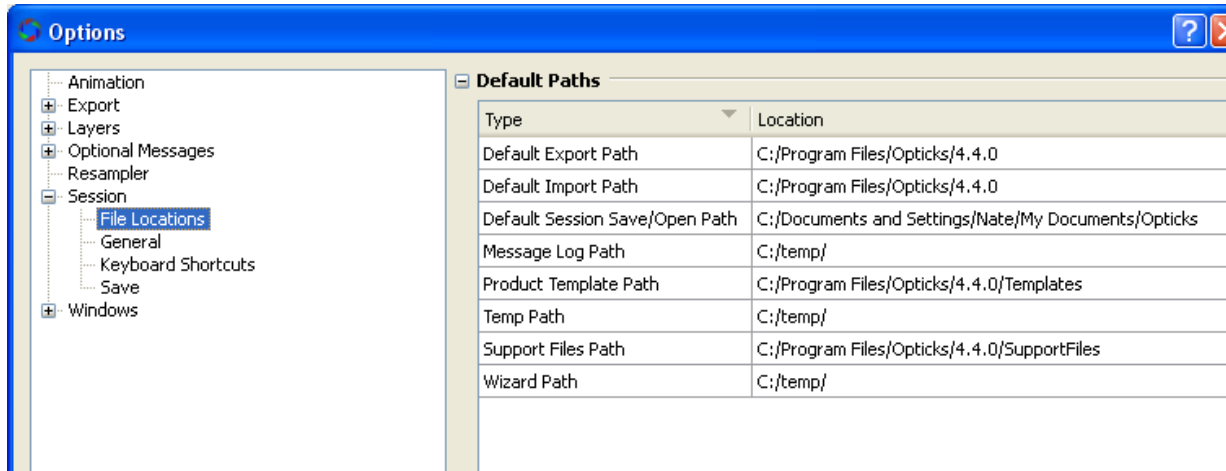 Options
Animation
Export
Layers
Optional Messages
Resampler
Session
File Locations
General
Keyboard Shortcuts
Save
Windows
Default Paths
Type Location
Default Export Path C:/Program Files/Opticks/4.4.0
Default Import Path C:/Program Files/Opticks/4.4.0
Default Session Save/Open Path C:/Documents and Settings/Nate/My Documents/Opticks
Message Log Path C:/temp/
Product Template Path C:/Program Files/Opticks/4.4.0/Templates
Temp Path C:/temp/
Support Files Path C:/Program Files/Opticks/4.4.0/SupportFiles
Wizard Path C:/temp/